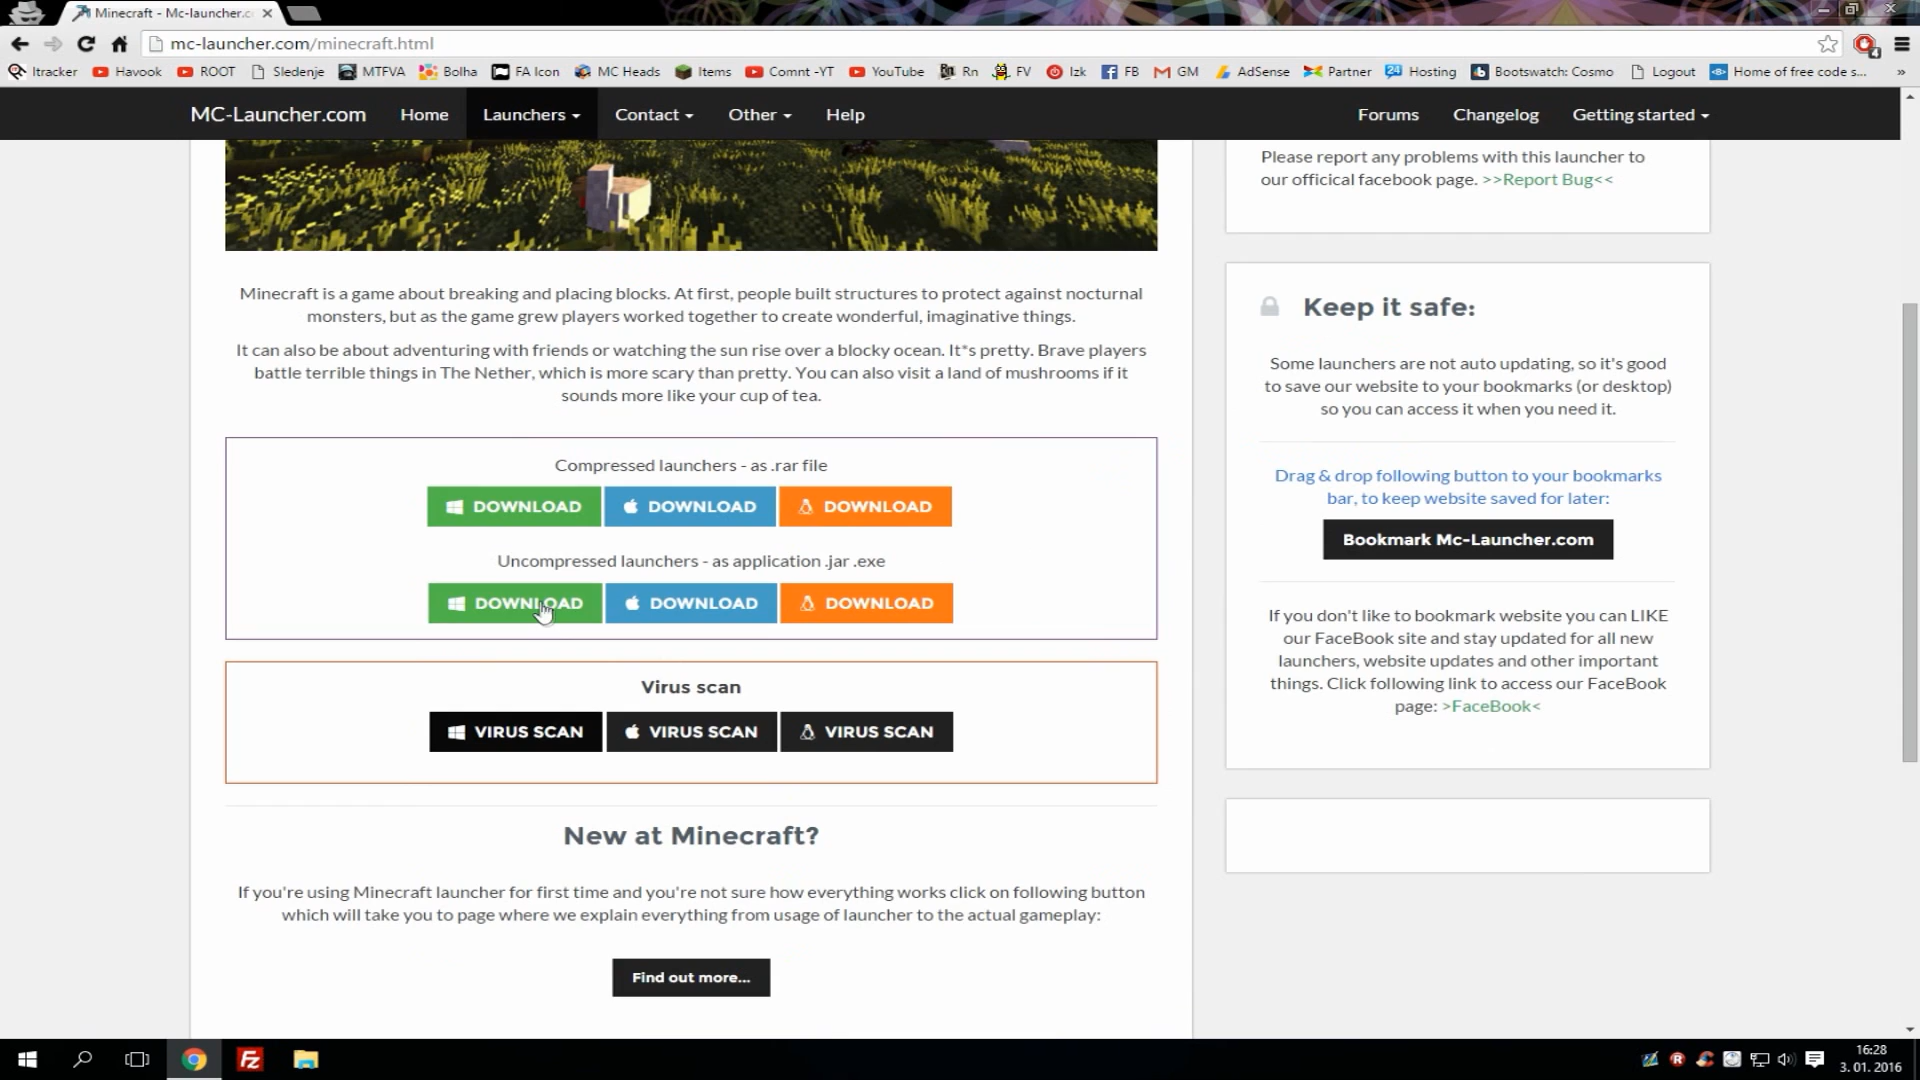 Minecraft - Mc-launcher.c
mc-launcher.com/minecraft.html
Itracker Havook ROOT Sledenje MTFVA Bolha FA Icon MC Heads Items Comnt -YT YouTube Rn FV Izk FB GM AdSense Partner Hosting Bootswatch: Cosmo Logout Home of free code s... »
MC-Launcher.com Home Launchers Contact Other Help Forums Changelog Getting started
Please report any problems with this launcher to
our officical facebook page. >>Report Bug<<
Minecraft is a game about breaking and placing blocks. At first, people built structures to protect against nocturnal
monsters, but as the game grew players worked together to create wonderful, imaginative things.
It can also be about adventuring with friends or watching the sun rise over a blocky ocean. It*s pretty. Brave players
battle terrible things in The Nether, which is more scary than pretty. You can also visit a land of mushrooms if it
sounds more like your cup of tea.
Compressed launchers - as .rar file
DOWNLOAD DOWNLOAD DOWNLOAD
Uncompressed launchers - as application .jar .exe
DOWNLOAD DOWNLOAD DOWNLOAD
Virus scan
VIRUS SCAN VIRUS SCAN VIRUS SCAN
New at Minecraft?
If you're using Minecraft launcher for first time and you're not sure how everything works click on following button
which will take you to page where we explain everything from usage of launcher to the actual gameplay:
Find out more...
Keep it safe:
Some launchers are not auto updating, so it's good
to save our website to your bookmarks (or desktop)
so you can access it when you need it.
Drag & drop following button to your bookmarks
bar, to keep website saved for later:
Bookmark Mc-Launcher.com
If you don't like to bookmark website you can LIKE
our FaceBook site and stay updated for all new
launchers, website updates and other important
things. Click following link to access our FaceBook
page: >FaceBook<
16:28
3. 01. 2016